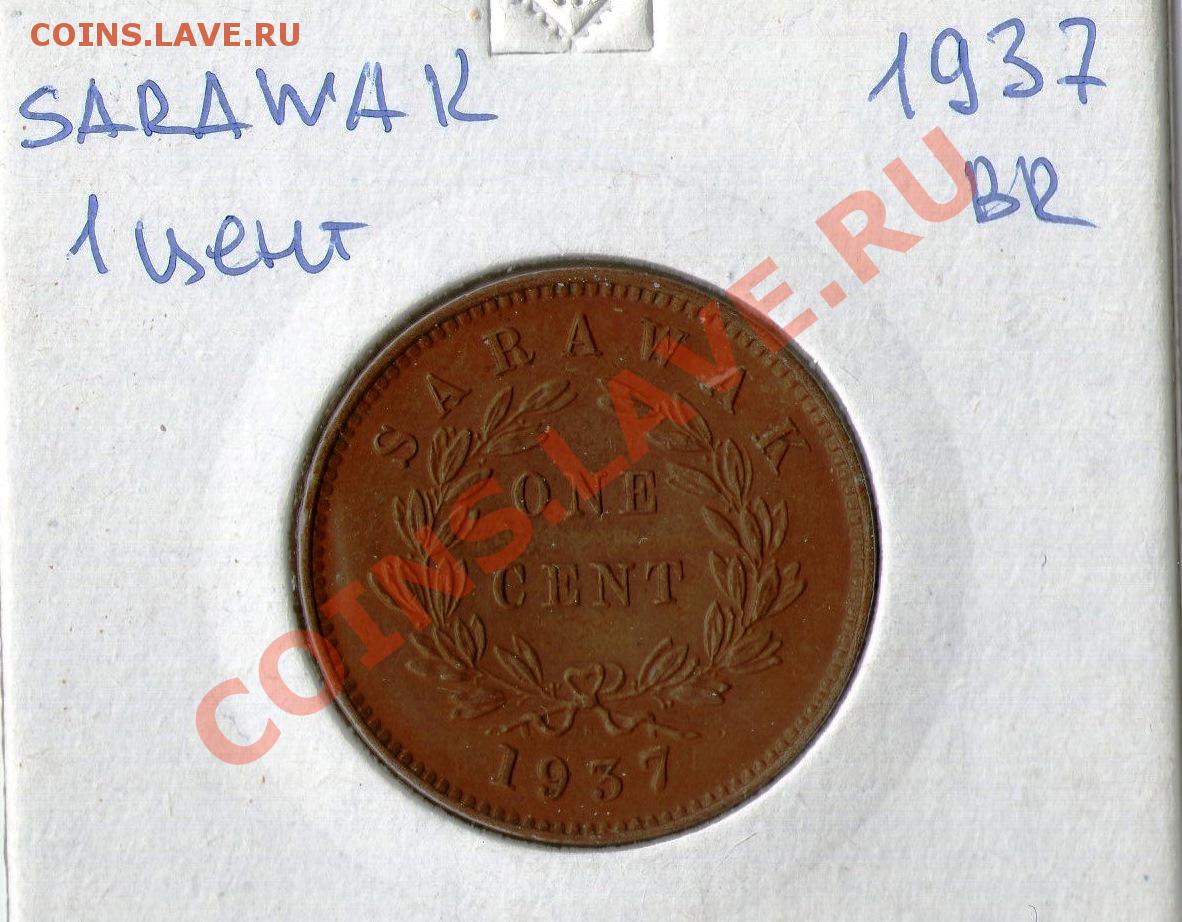 COINS.LAVE.RU
SARAWAK 1937
1 цент BR
COINS.LAVE.RU
SARAWAK
ONE
CENT
1937